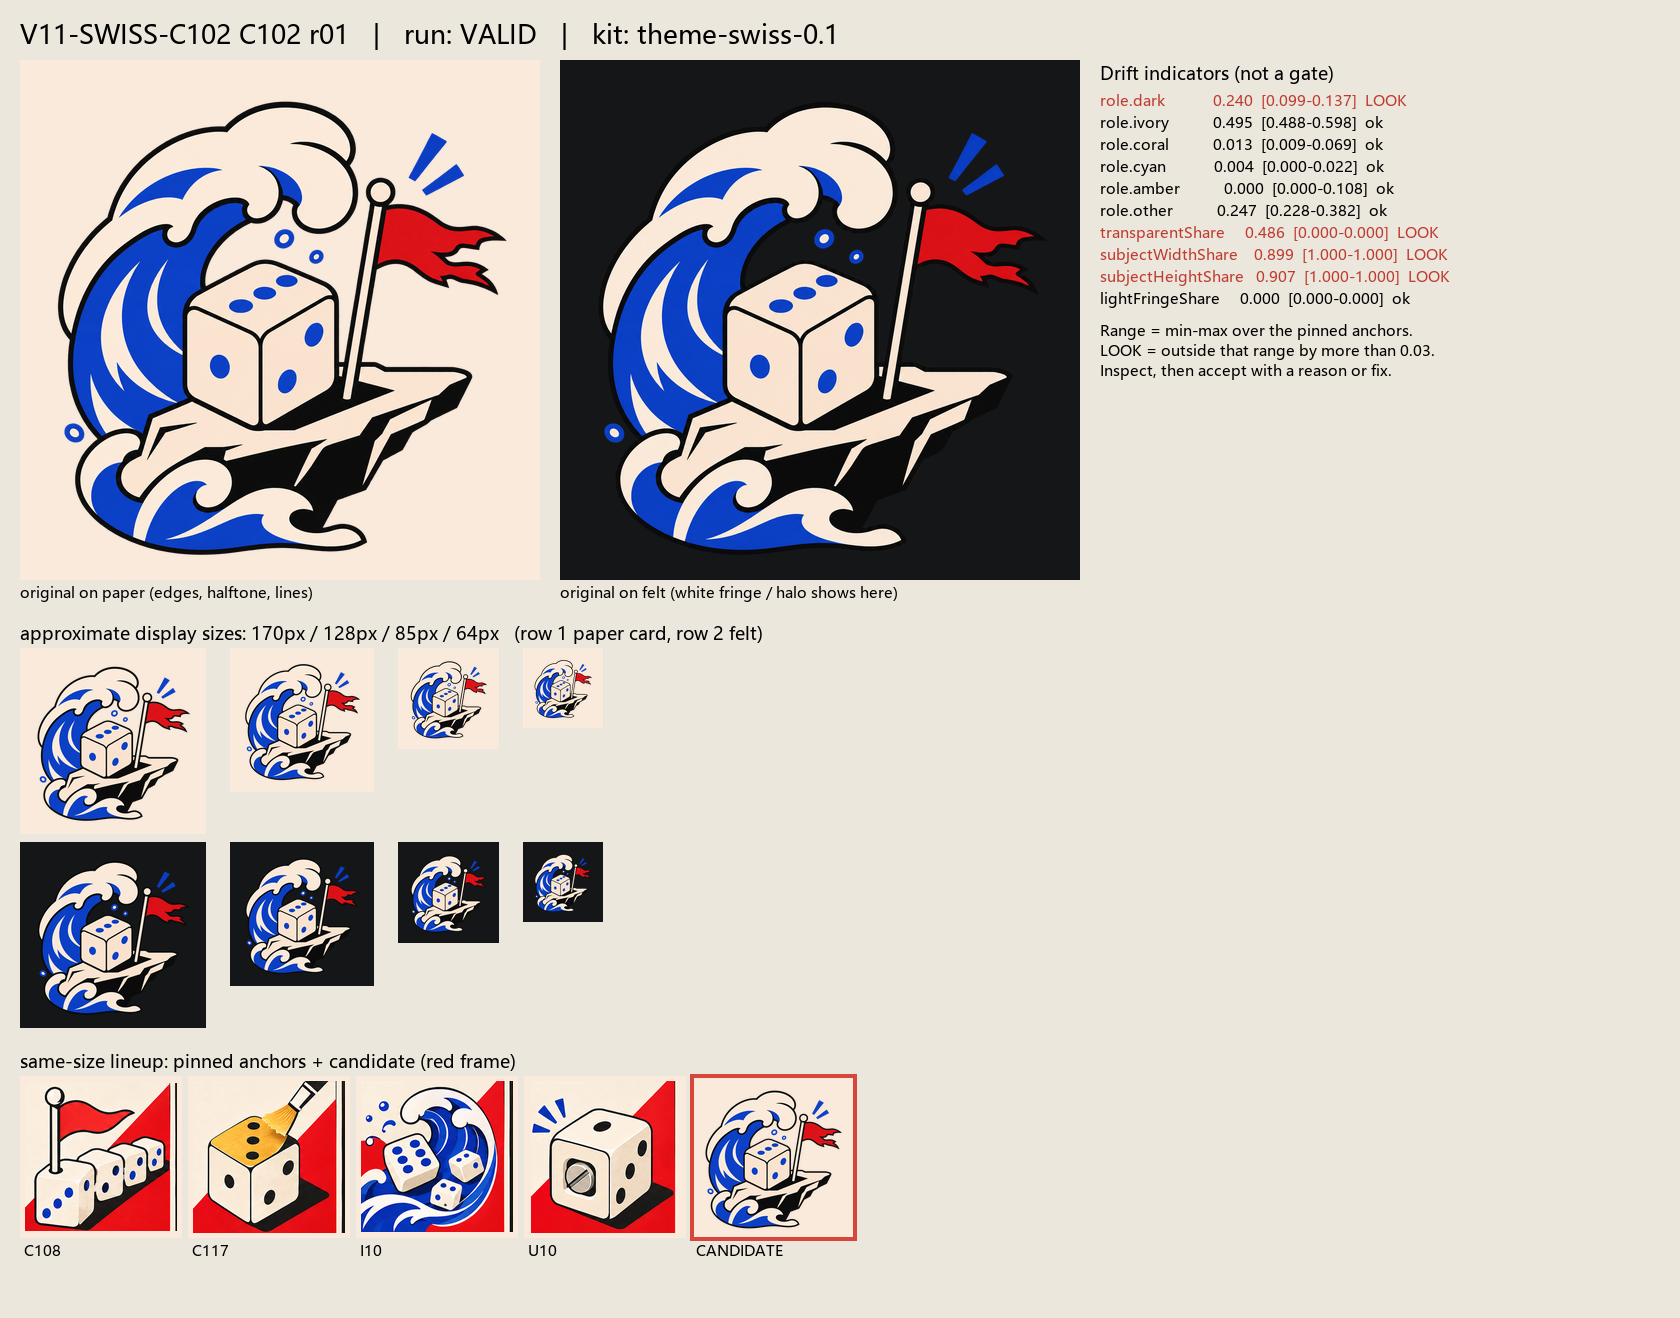 V11-SWISS-C102 C102 r01 | run: VALID | kit: theme-swiss-0.1
Drift indicators (not a gate)
role.dark 0.240 [0.099-0.137] LOOK
role.ivory 0.495 [0.488-0.598] ok
role.coral 0.013 [0.009-0.069] ok
role.cyan 0.004 [0.000-0.022] ok
role.amber 0.000 [0.000-0.108] ok
role.other 0.247 [0.228-0.382] ok
transparentShare 0.486 [0.000-0.000] LOOK
subjectWidthShare 0.899 [1.000-1.000] LOOK
subjectHeightShare 0.907 [1.000-1.000] LOOK
lightFringeShare 0.000 [0.000-0.000] ok
Range = min-max over the pinned anchors.
LOOK = outside that range by more than 0.03.
Inspect, then accept with a reason or fix.
original on paper (edges, halftone, lines)
original on felt (white fringe / halo shows here)
approximate display sizes: 170px / 128px / 85px / 64px (row 1 paper card, row 2 felt)
same-size lineup: pinned anchors + candidate (red frame)
C108
C117
I10
U10
CANDIDATE